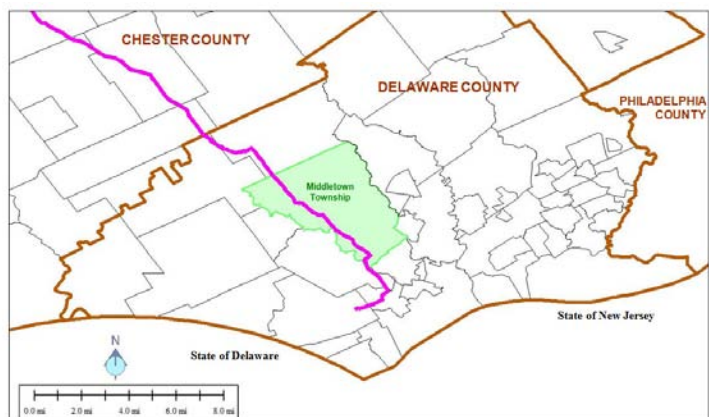 CHESTER COUNTY
DELAWARE COUNTY
PHILADELPHIA
COUNTY
Middletown
Township
State of New Jersey
State of Delaware
N
0.0 mi 2.0 mi 4.0 mi 6.0 mi 8.0 mi